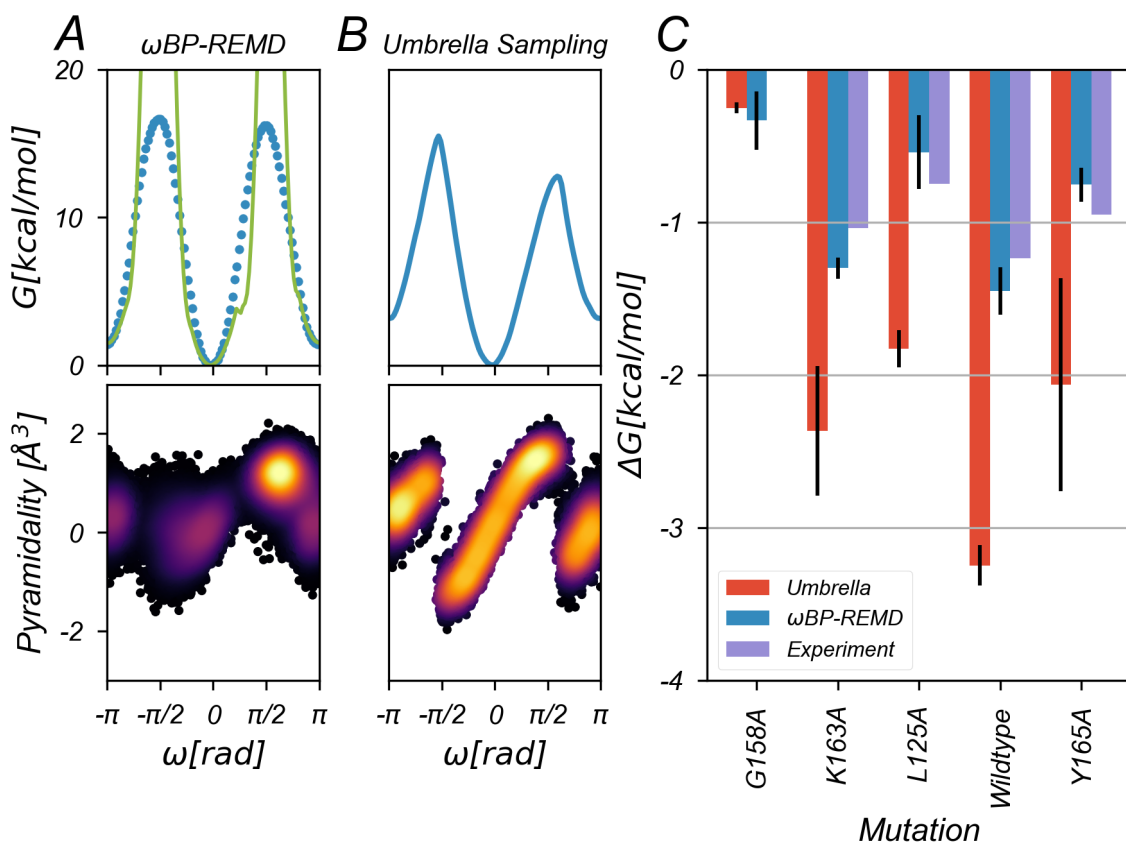 A
ωBP-REMD
B
Umbrella Sampling
C
G[kcal/mol]
20
10
0
Pyramidality [Å³]
2
0
-2
-π
-π/2
0
π/2
π
ω[rad]
-π
-π/2
0
π/2
π
ω[rad]
ΔG[kcal/mol]
0
-1
-2
-3
-4
Umbrella
ωBP-REMD
Experiment
G158A
K163A
L125A
Wildtype
Y165A
Mutation